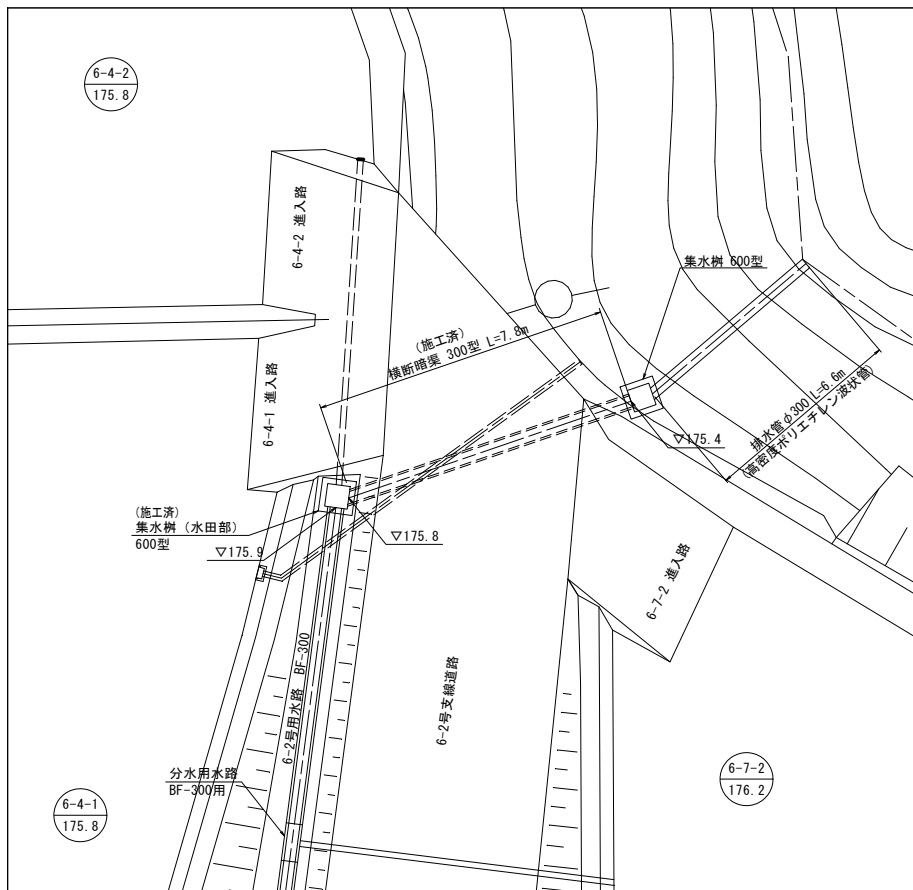 6-4-2
175.8
6-4-2 進入路
集水桝 600型
(施工済)
横断暗渠 300型 L=7.8m
6-4-1 進入路
排水管φ300 L=6.6m
(高密度ポリエチレン波状管)
▽175.4
(施工済)
集水桝 (水田部)
600型
▽175.9
▽175.8
6-7-2 進入路
6-2号用水路 BF-300
6-2号支線道路
分水用水路
BF-300用
6-7-2
176.2
6-4-1
175.8